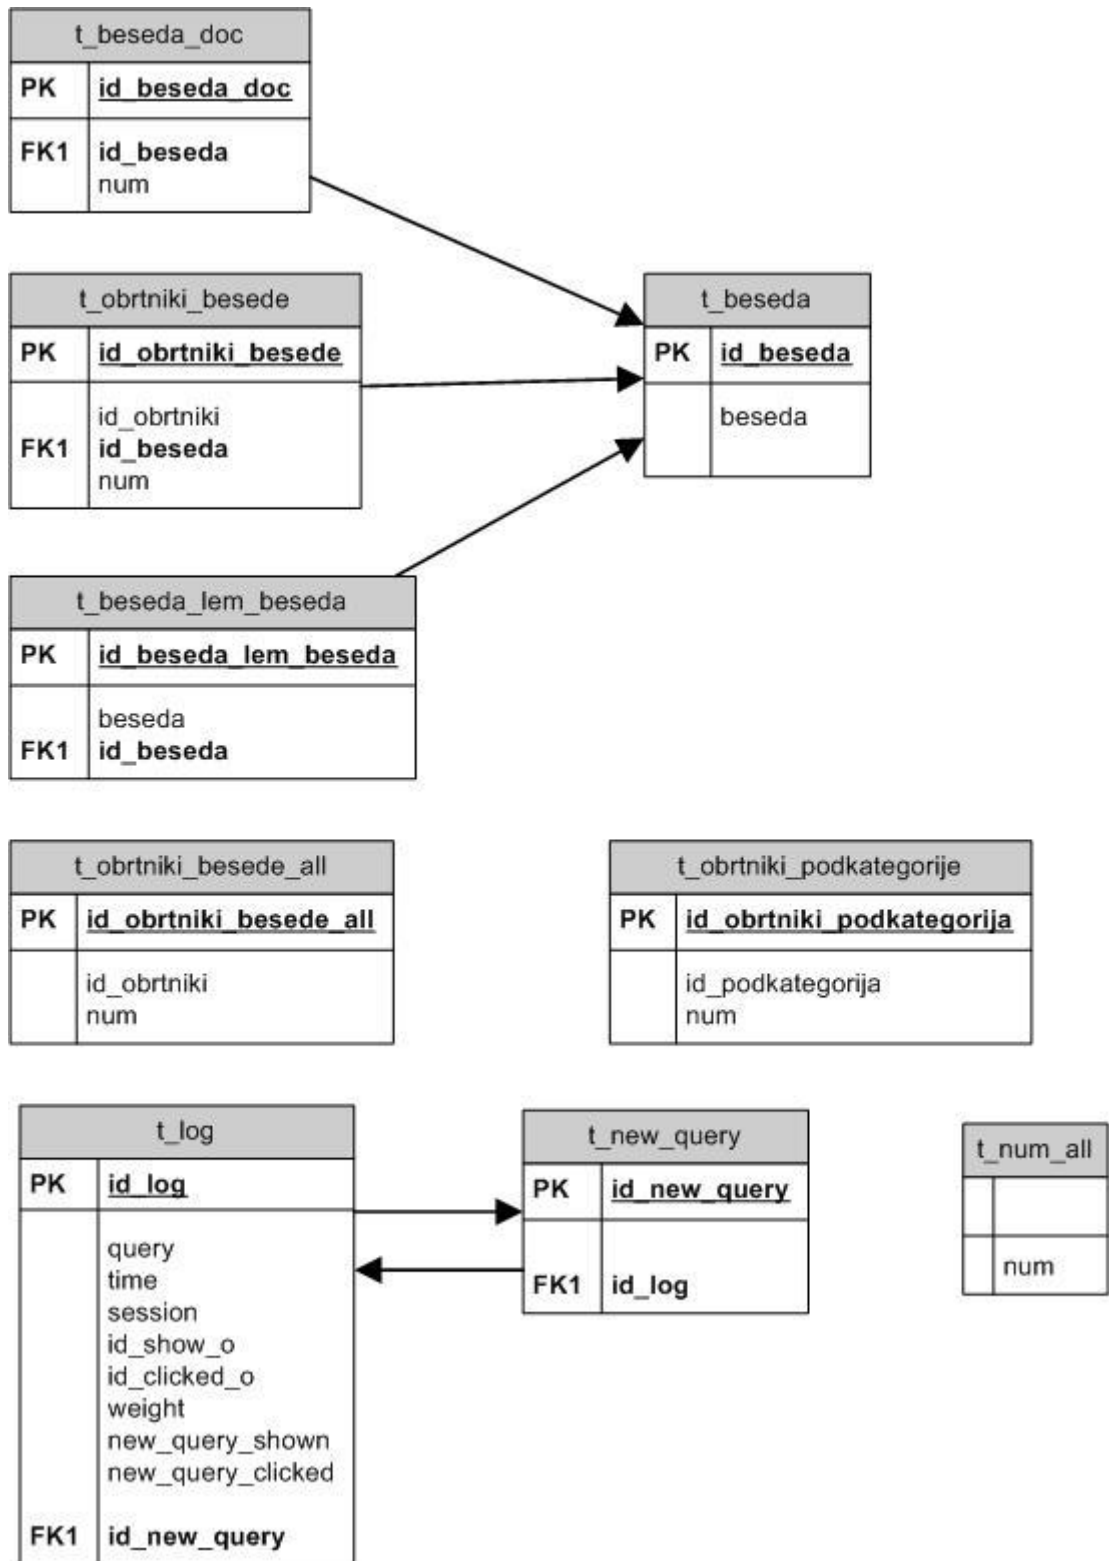 t_beseda_doc
PK id_beseda_doc
FK1 id_beseda
num
t_obrtniki_besede
PK id_obrtniki_besede
id_obrtniki
FK1 id_beseda
num
t_beseda
PK id_beseda
beseda
t_beseda_lem_beseda
PK id_beseda_lem_beseda
beseda
FK1 id_beseda
t_obrtniki_besede_all
PK id_obrtniki_besede_all
id_obrtniki
num
t_obrtniki_podkategorije
PK id_obrtniki_podkategorija
id_podkategorija
num
t_log
PK id_log
query
time
session
id_show_o
id_clicked_o
weight
new_query_shown
new_query_clicked
FK1 id_new_query
t_new_query
PK id_new_query
FK1 id_log
t_num_all
num